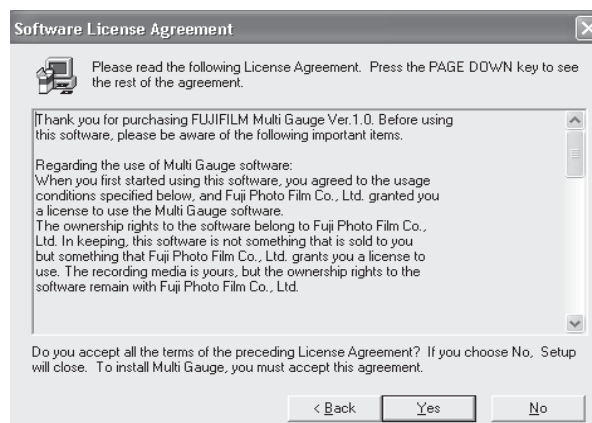 Software License Agreement
Please read the following License Agreement. Press the PAGE DOWN key to see
the rest of the agreement.
Thank you for purchasing FUJIFILM Multi Gauge Ver.1.0. Before using
this software, please be aware of the following important items.
Regarding the use of Multi Gauge software:
When you first started using this software, you agreed to the usage
conditions specified below, and Fuji Photo Film Co., Ltd. granted you
a license to use the Multi Gauge software.
The ownership rights to the software belong to Fuji Photo Film Co.,
Ltd. In keeping, this software is not something that is sold to you
but something that Fuji Photo Film Co., Ltd. grants you a license to
use. The recording media is yours, but the ownership rights to the
software remain with Fuji Photo Film Co., Ltd.
Do you accept all the terms of the preceding License Agreement? If you choose No, Setup
will close. To install Multi Gauge, you must accept this agreement.
< Back Yes No